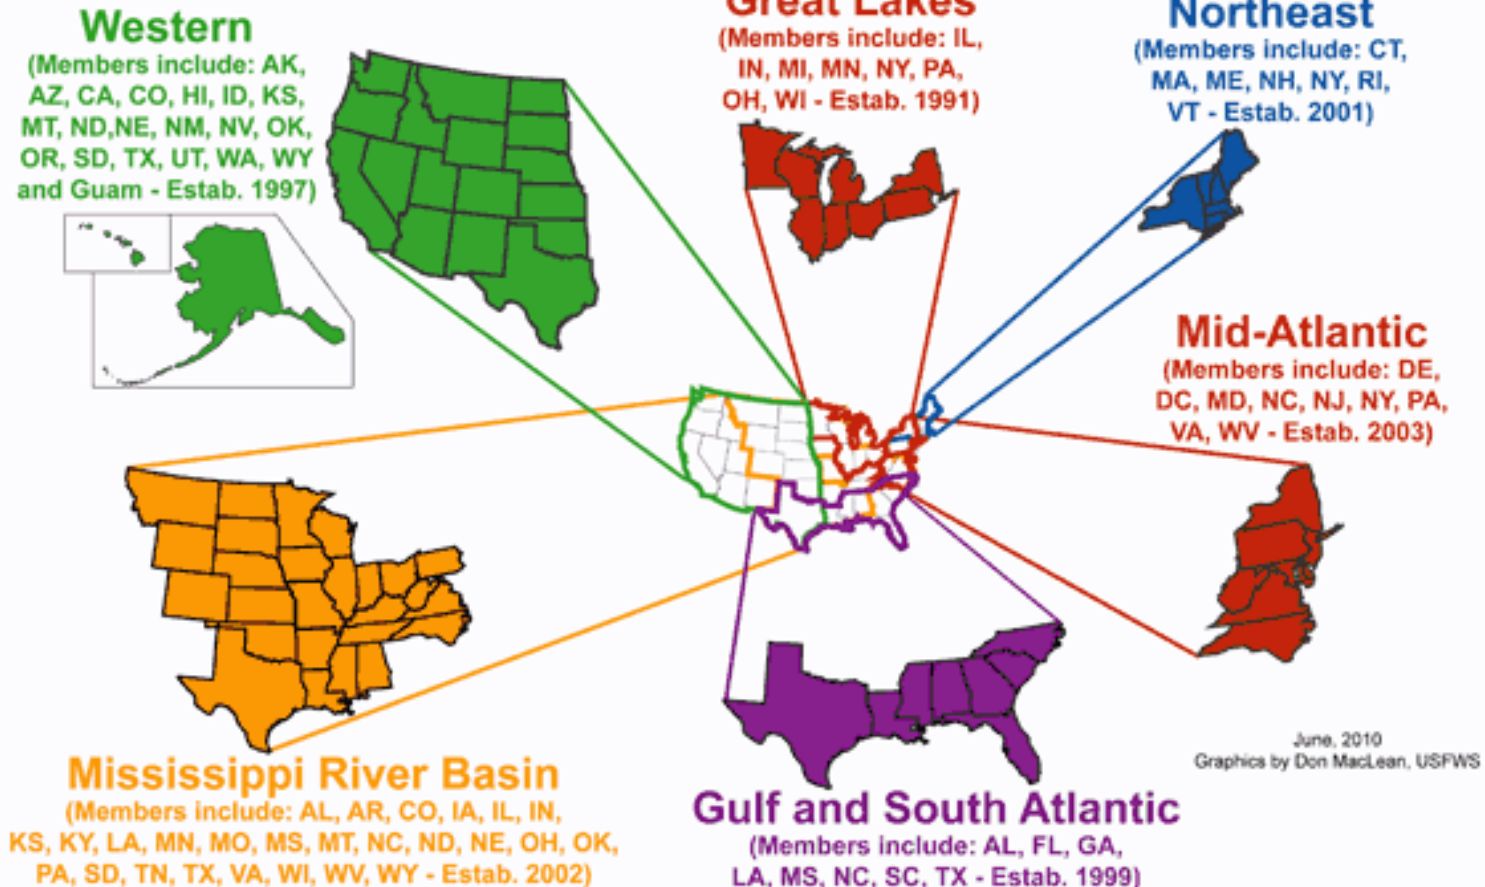 Western
(Members include: AK,
AZ, CA, CO, HI, ID, KS,
MT, ND,NE, NM, NV, OK,
OR, SD, TX, UT, WA, WY
and Guam - Estab. 1997)
Great Lakes
(Members include: IL,
IN, MI, MN, NY, PA,
OH, WI - Estab. 1991)
Northeast
(Members include: CT,
MA, ME, NH, NY, RI,
VT - Estab. 2001)
Mid-Atlantic
(Members include: DE,
DC, MD, NC, NJ, NY, PA,
VA, WV - Estab. 2003)
Mississippi River Basin
(Members include: AL, AR, CO, IA, IL, IN,
KS, KY, LA, MN, MO, MS, MT, NC, ND, NE, OH, OK,
PA, SD, TN, TX, VA, WI, WV, WY - Estab. 2002)
Gulf and South Atlantic
(Members include: AL, FL, GA,
LA, MS, NC, SC, TX - Estab. 1999)
June, 2010
Graphics by Don MacLean, USFWS